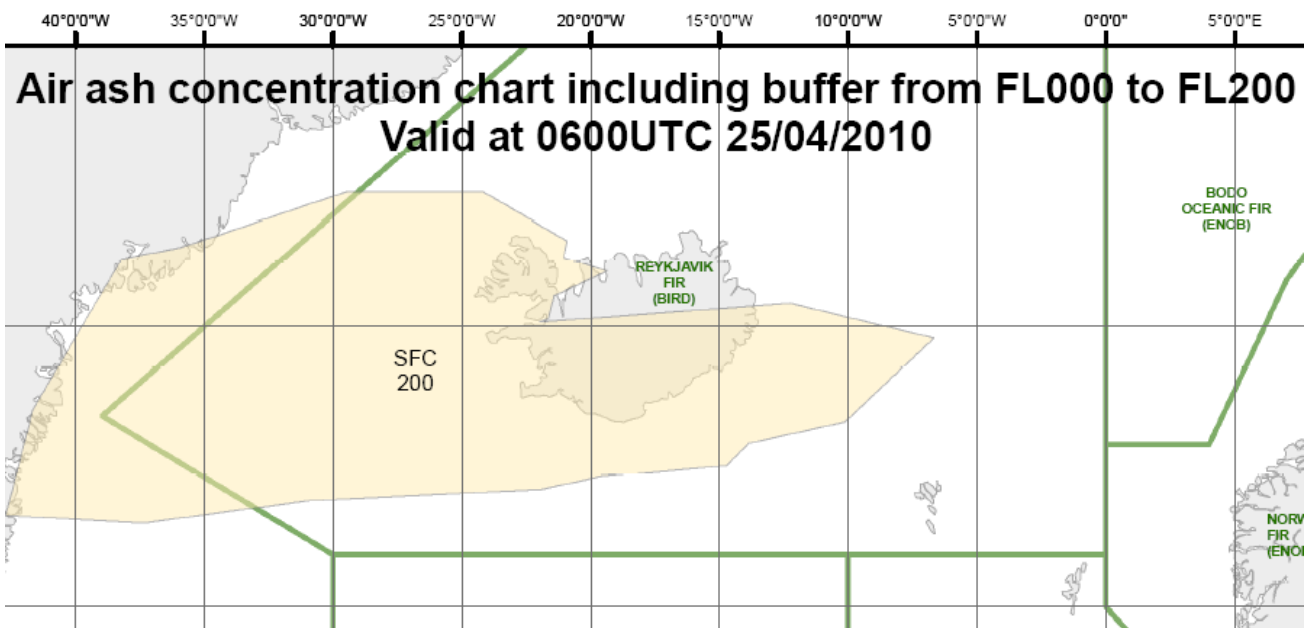 40°0'0"W 35°0'0"W 30°0'0"W 25°0'0"W 20°0'0"W 15°0'0"W 10°0'0"W 5°0'0"W 0°0'0" 5°0'0"E
Air ash concentration chart including buffer from FL000 to FL200
Valid at 0600UTC 25/04/2010
BODO
OCEANIC FIR
(ENOB)
REYKJAVIK
FIR
(BIRD)
SFC
200
FIR